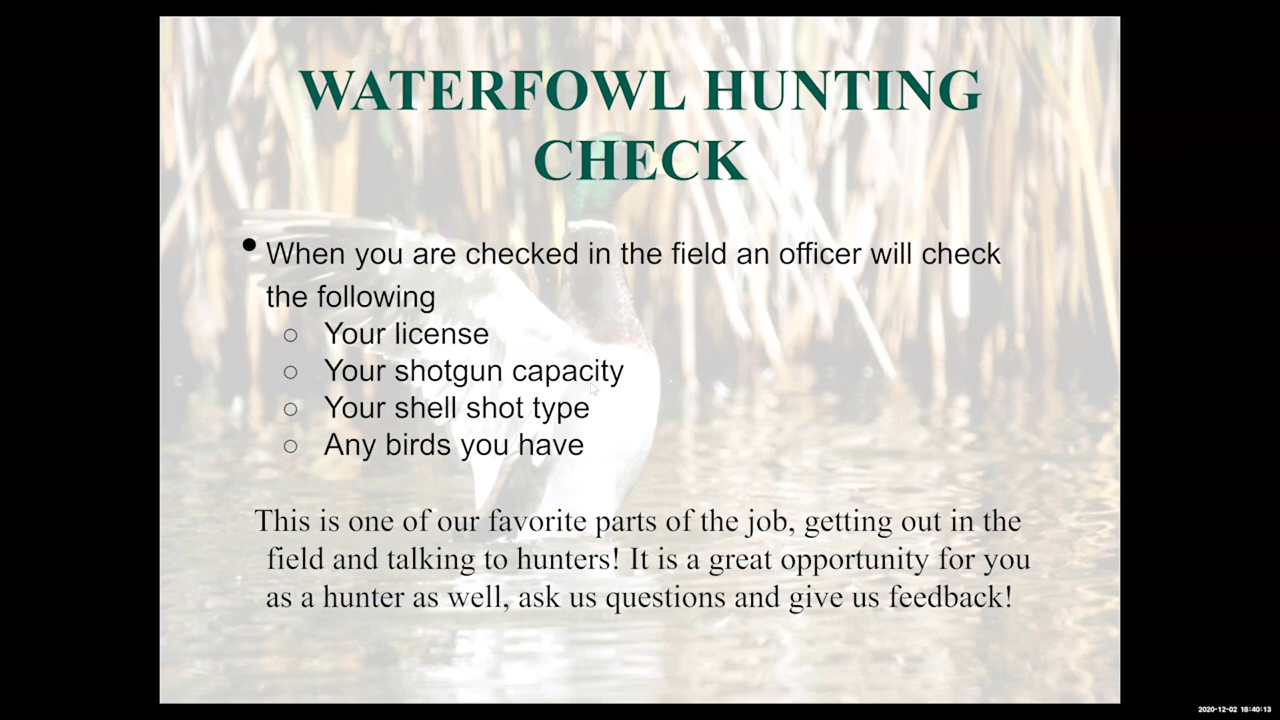 WATERFOWL HUNTING
CHECK
• When you are checked in the field an officer will check
the following
○ Your license
○ Your shotgun capacity
○ Your shell shot type
○ Any birds you have
This is one of our favorite parts of the job, getting out in the
field and talking to hunters! It is a great opportunity for you
as a hunter as well, ask us questions and give us feedback!
2020-12-02 18:40:13